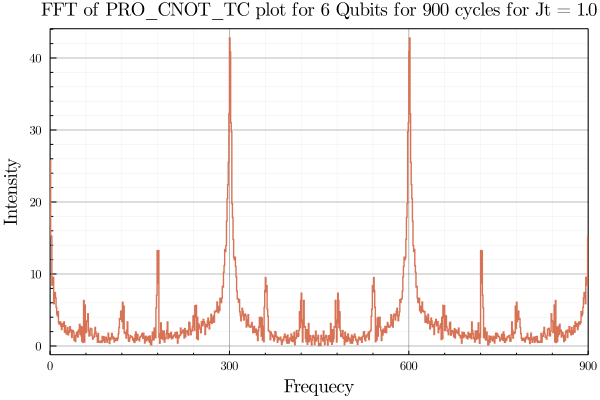 FFT of PRO_CNOT_TC plot for 6 Qubits for 900 cycles for Jt = 1.0
Intensity
40
30
20
10
0
0 300 600 900
Frequecy